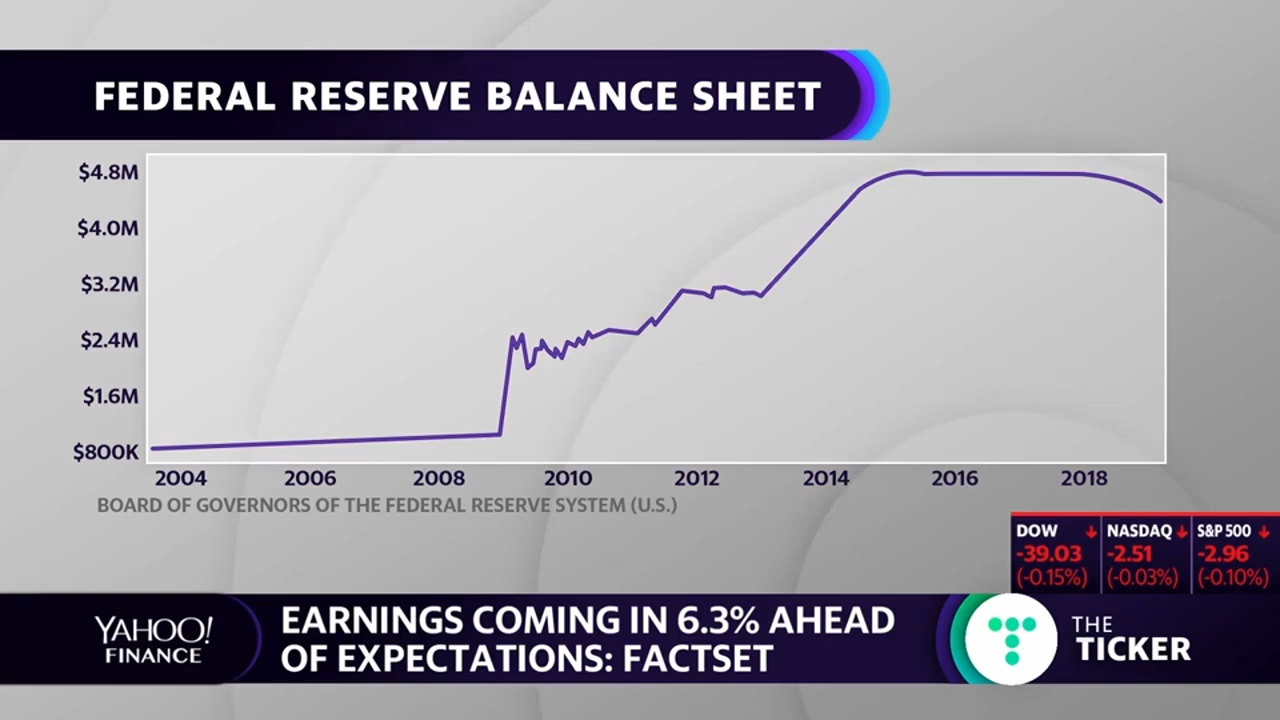 FEDERAL RESERVE BALANCE SHEET
$4.8M
$4.0M
$3.2M
$2.4M
$1.6M
$800K
2004 2006 2008 2010 2012 2014 2016 2018
BOARD OF GOVERNORS OF THE FEDERAL RESERVE SYSTEM (U.S.)
DOW NASDAQ S&P 500
-39.03 -2.51 -2.96
(-0.15%) (-0.03%) (-0.10%)
YAHOO!
FINANCE
EARNINGS COMING IN 6.3% AHEAD
OF EXPECTATIONS: FACTSET
THE
TICKER